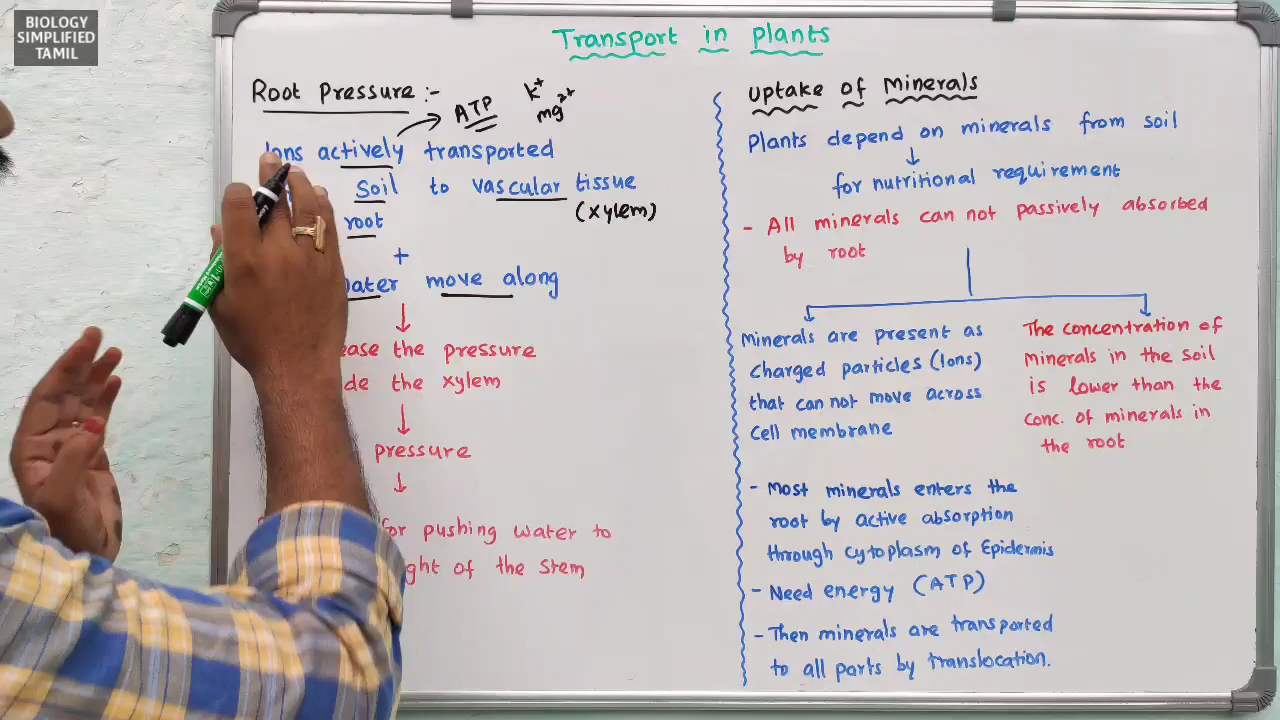 BIOLOGY
SIMPLIFIED
TAMIL
Transport in plants
Root Pressure :-
ATP
K+
mg2+
Ions actively transported
Soil to vascular tissue
(xylem)
root
+
move along
the pressure
the xylem
pressure
for pushing water to
of the stem
uptake of Minerals
Plants depend on minerals from soil
for nutritional requirement
- All minerals can not passively absorbed
by root
Minerals are present as
charged particles (Ions)
that can not move across
cell membrane
The concentration of
minerals in the soil
is lower than the
conc. of minerals in
the root
- Most minerals enters the
root by active absorption
through cytoplasm of Epidermis
- Need energy (ATP)
- Then minerals are transported
to all parts by translocation.